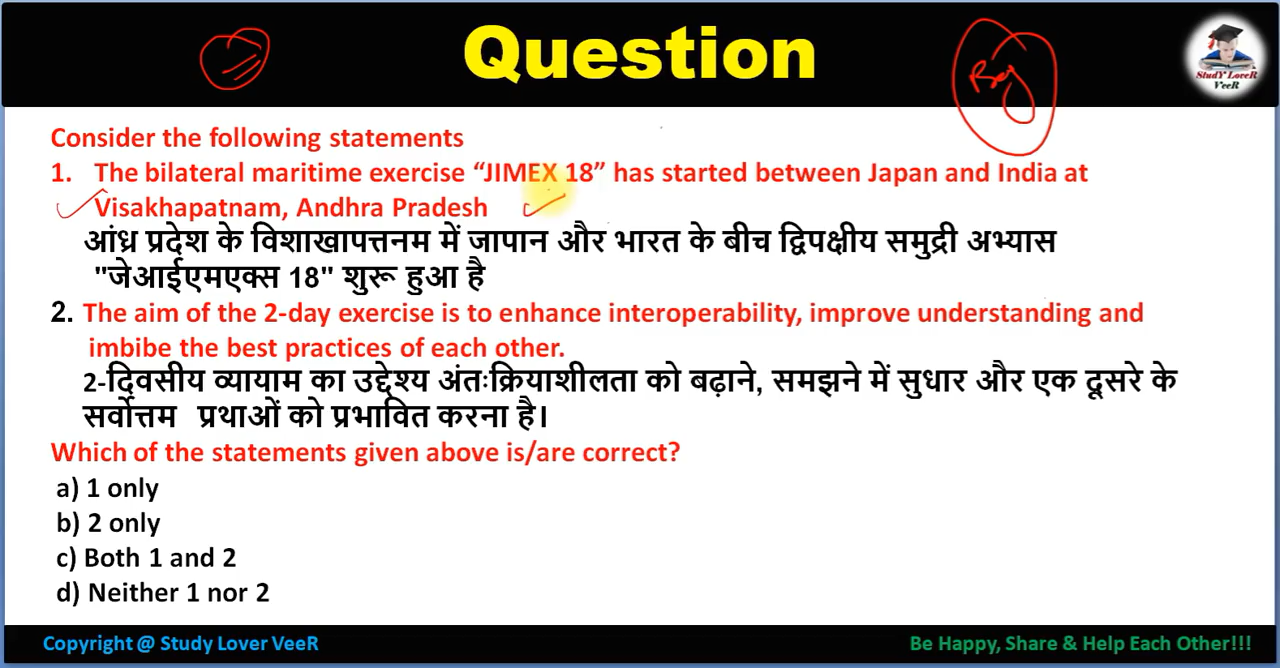 Question
StudY LoveR
VeeR
Consider the following statements
1. The bilateral maritime exercise “JIMEX 18” has started between Japan and India at
Visakhapatnam, Andhra Pradesh
आंध्र प्रदेश के विशाखापत्तनम में जापान और भारत के बीच द्विपक्षीय समुद्री अभ्यास
"जेआईएमएक्स 18" शुरू हुआ है
2. The aim of the 2-day exercise is to enhance interoperability, improve understanding and
imbibe the best practices of each other.
2-दिवसीय व्यायाम का उद्देश्य अंतःक्रियाशीलता को बढ़ाने, समझने में सुधार और एक दूसरे के
सर्वोत्तम प्रथाओं को प्रभावित करना है।
Which of the statements given above is/are correct?
a) 1 only
b) 2 only
c) Both 1 and 2
d) Neither 1 nor 2
Copyright @ Study Lover VeeR
Be Happy, Share & Help Each Other!!!